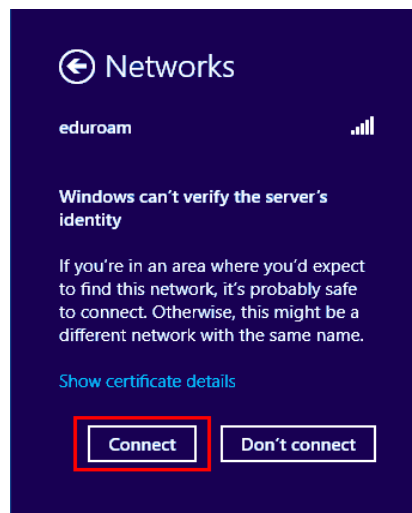 Networks
eduroam
Windows can't verify the server's
identity
If you're in an area where you'd expect
to find this network, it's probably safe
to connect. Otherwise, this might be a
different network with the same name.
Show certificate details
Connect
Don't connect